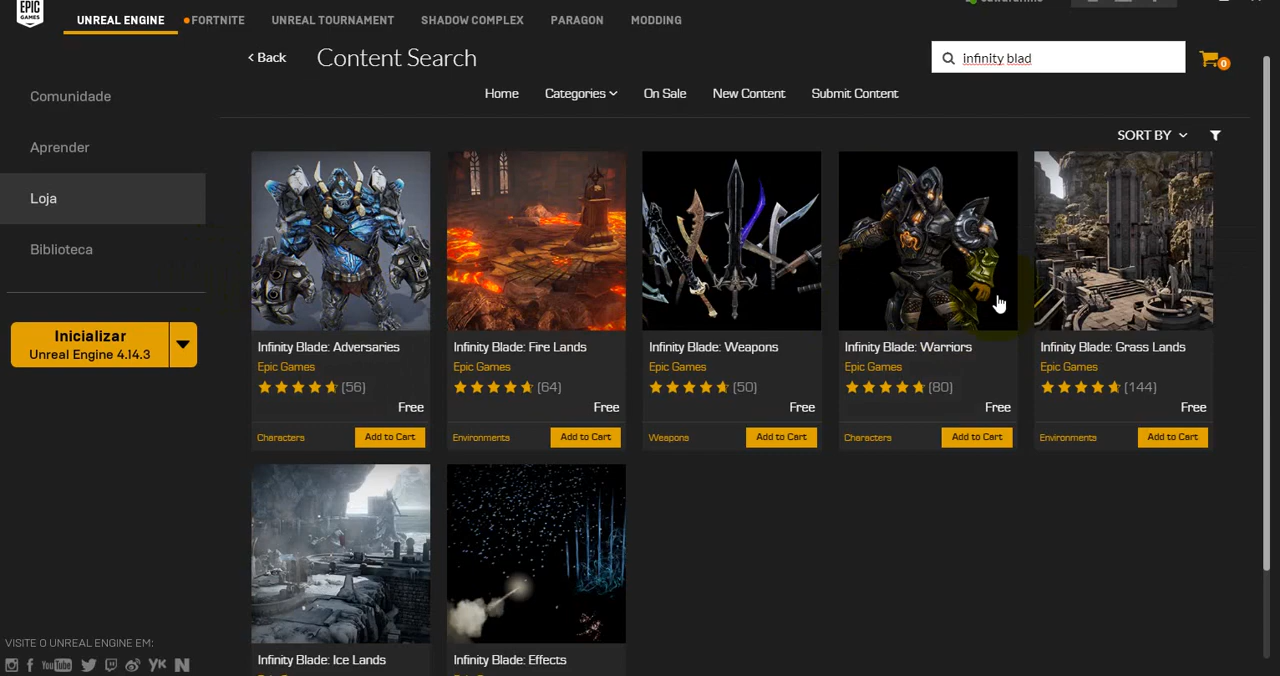 EPIC GAMES
UNREAL ENGINE
FORTNITE
UNREAL TOURNAMENT
SHADOW COMPLEX
PARAGON
MODDING
Back
Content Search
infinity blad
0
Home
Categories
On Sale
New Content
Submit Content
SORT BY
Comunidade
Aprender
Loja
Biblioteca
Inicializar
Unreal Engine 4.14.3
Infinity Blade: Adversaries
Epic Games
(56)
Free
Characters
Add to Cart
Infinity Blade: Fire Lands
Epic Games
(64)
Free
Environments
Add to Cart
Infinity Blade: Weapons
Epic Games
(50)
Free
Weapons
Add to Cart
Infinity Blade: Warriors
Epic Games
(80)
Free
Characters
Add to Cart
Infinity Blade: Grass Lands
Epic Games
(144)
Free
Environments
Add to Cart
Infinity Blade: Ice Lands
Infinity Blade: Effects
VISITE O UNREAL ENGINE EM:
You Tube